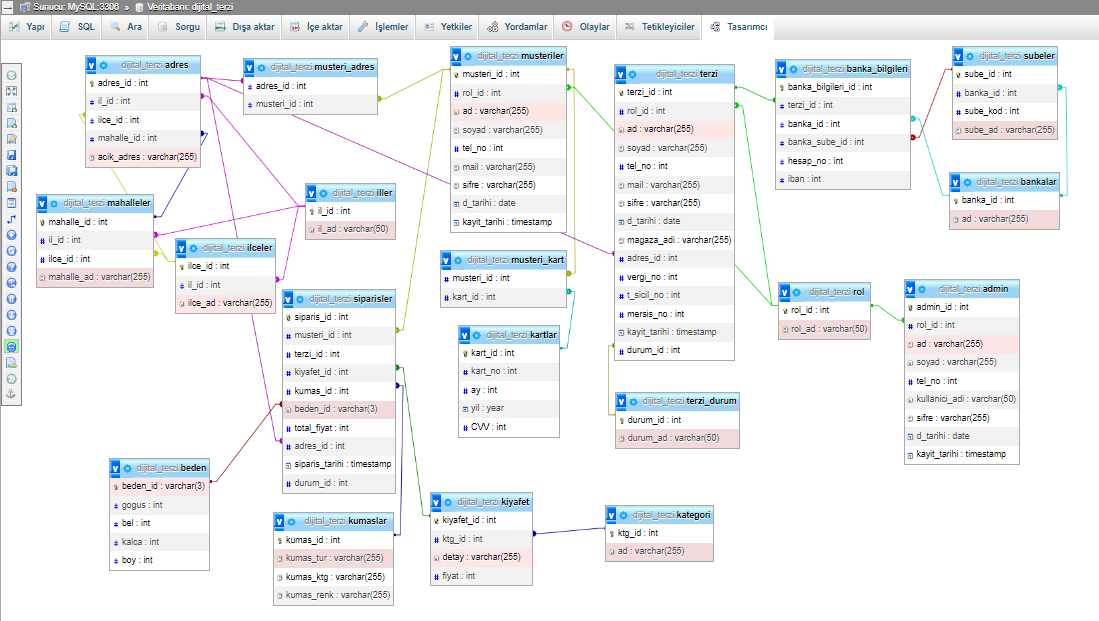 Sunucu: MySQL:3306 » Veritabanı: dijital_terzi
Yapı SQL Ara Sorgu Dışa aktar İçe aktar İşlemler Yetkiler Yordamlar Olaylar Tetikleyiciler Tasarımcı
dijital_terzi adres
adres_id : int
il_id : int
ilce_id : int
mahalle_id : int
acik_adres : varchar(255)
dijital_terzi musteri_adres
adres_id : int
musteri_id : int
dijital_terzi musteriler
musteri_id : int
rol_id : int
ad : varchar(255)
soyad : varchar(255)
tel_no : int
mail : varchar(255)
sifre : varchar(255)
d_tarihi : date
kayit_tarihi : timestamp
dijital_terzi terzi
terzi_id : int
rol_id : int
ad : varchar(255)
soyad : varchar(255)
tel_no : int
mail : varchar(255)
sifre : varchar(255)
d_tarihi : date
magaza_adi : varchar(255)
adres_id : int
vergi_no : int
t_sicil_no : int
mersis_no : int
kayit_tarihi : timestamp
durum_id : int
dijital_terzi banka_bilgileri
banka_bilgileri_id : int
terzi_id : int
banka_id : int
banka_sube_id : int
hesap_no : int
iban : int
dijital_terzi subeler
sube_id : int
banka_id : int
sube_kod : int
sube_ad : varchar(255)
dijital_terzi bankalar
banka_id : int
ad : varchar(255)
dijital_terzi mahalleler
mahalle_id : int
il_id : int
ilce_id : int
mahalle_ad : varchar(255)
dijital_terzi iller
il_id : int
il_ad : varchar(50)
dijital_terzi ilceler
ilce_id : int
il_id : int
ilce_ad : varchar(255)
dijital_terzi musteri_kart
musteri_id : int
kart_id : int
dijital_terzi siparisler
siparis_id : int
musteri_id : int
terzi_id : int
kiyafet_id : int
kumas_id : int
beden_id : varchar(3)
total_fiyat : int
adres_id : int
siparis_tarihi : timestamp
durum_id : int
dijital_terzi kartlar
kart_id : int
kart_no : int
ay : int
yil : year
CVV : int
dijital_terzi rol
rol_id : int
rol_ad : varchar(50)
dijital_terzi admin
admin_id : int
rol_id : int
ad : varchar(255)
soyad : varchar(255)
tel_no : int
kullanici_adi : varchar(50)
sifre : varchar(255)
d_tarihi : date
kayit_tarihi : timestamp
dijital_terzi terzi_durum
durum_id : int
durum_ad : varchar(50)
dijital_terzi beden
beden_id : varchar(3)
gogus : int
bel : int
kalca : int
boy : int
dijital_terzi kumaslar
kumas_id : int
kumas_tur : varchar(255)
kumas_ktg : varchar(255)
kumas_renk : varchar(255)
dijital_terzi kiyafet
kiyafet_id : int
ktg_id : int
detay : varchar(255)
fiyat : int
dijital_terzi kategori
ktg_id : int
ad : varchar(255)